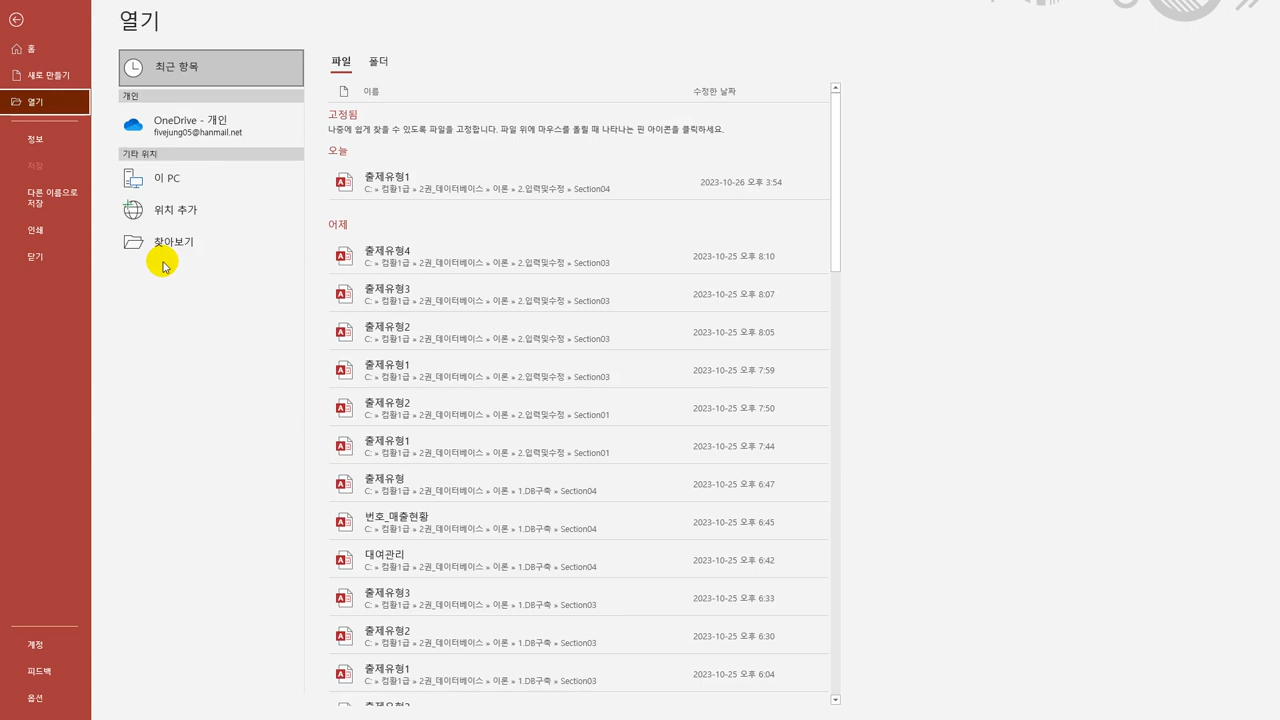 열기
홈
새로 만들기
열기
정보
저장
다른 이름으로
저장
인쇄
닫기
계정
피드백
옵션
최근 항목
개인
OneDrive - 개인
fivejung05@hanmail.net
기타 위치
이 PC
위치 추가
찾아보기
파일 폴더
이름 수정한 날짜
고정됨
나중에 쉽게 찾을 수 있도록 파일을 고정합니다. 파일 위에 마우스를 올릴 때 나타나는 핀 아이콘을 클릭하세요.
오늘
출제유형1
C: » 컴활1급 » 2권_데이터베이스 » 이론 » 2.입력및수정 » Section04
2023-10-26 오후 3:54
어제
출제유형4
C: » 컴활1급 » 2권_데이터베이스 » 이론 » 2.입력및수정 » Section03
2023-10-25 오후 8:10
출제유형3
C: » 컴활1급 » 2권_데이터베이스 » 이론 » 2.입력및수정 » Section03
2023-10-25 오후 8:07
출제유형2
C: » 컴활1급 » 2권_데이터베이스 » 이론 » 2.입력및수정 » Section03
2023-10-25 오후 8:05
출제유형1
C: » 컴활1급 » 2권_데이터베이스 » 이론 » 2.입력및수정 » Section03
2023-10-25 오후 7:59
출제유형2
C: » 컴활1급 » 2권_데이터베이스 » 이론 » 2.입력및수정 » Section01
2023-10-25 오후 7:50
출제유형1
C: » 컴활1급 » 2권_데이터베이스 » 이론 » 2.입력및수정 » Section01
2023-10-25 오후 7:44
출제유형
C: » 컴활1급 » 2권_데이터베이스 » 이론 » 1.DB구축 » Section04
2023-10-25 오후 6:47
번호_매출현황
C: » 컴활1급 » 2권_데이터베이스 » 이론 » 1.DB구축 » Section04
2023-10-25 오후 6:45
대여관리
C: » 컴활1급 » 2권_데이터베이스 » 이론 » 1.DB구축 » Section04
2023-10-25 오후 6:42
출제유형3
C: » 컴활1급 » 2권_데이터베이스 » 이론 » 1.DB구축 » Section03
2023-10-25 오후 6:33
출제유형2
C: » 컴활1급 » 2권_데이터베이스 » 이론 » 1.DB구축 » Section03
2023-10-25 오후 6:30
출제유형1
C: » 컴활1급 » 2권_데이터베이스 » 이론 » 1.DB구축 » Section03
2023-10-25 오후 6:04